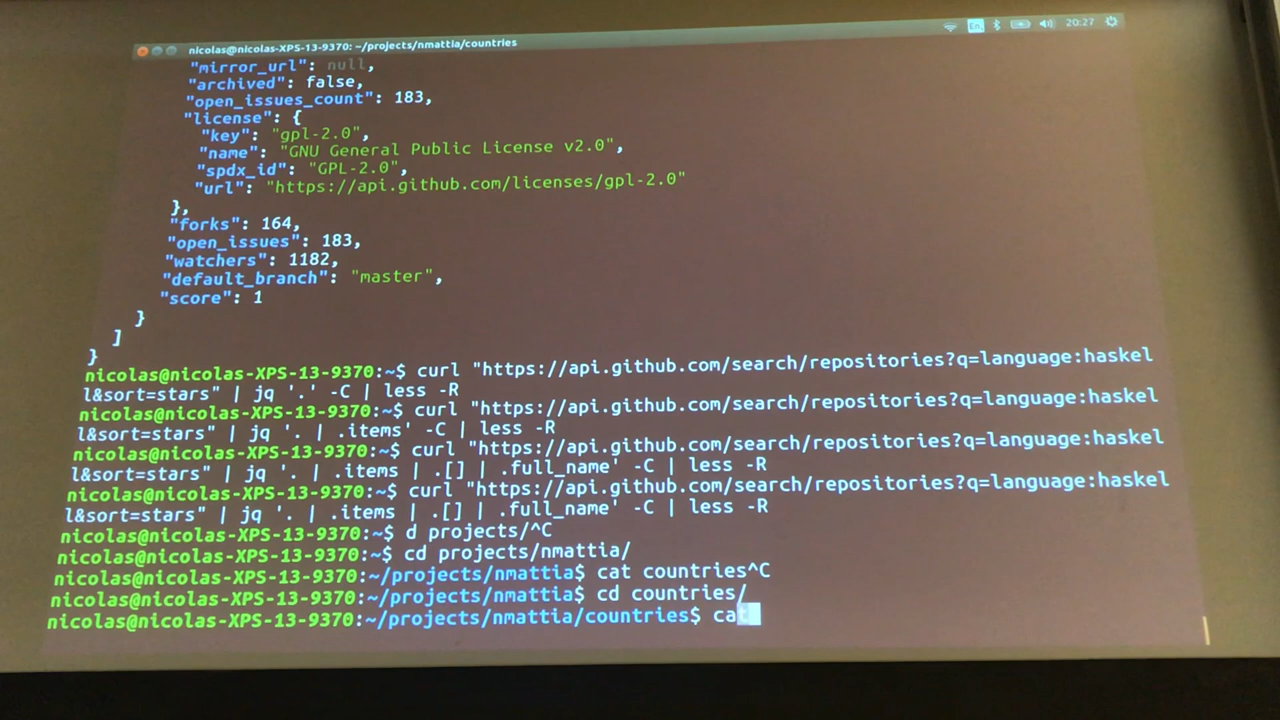 nicolas@nicolas-XPS-13-9370: ~/projects/nmattia/countries
En 20:27
"mirror_url": null,
"archived": false,
"open_issues_count": 183,
"license": {
"key": "gpl-2.0",
"name": "GNU General Public License v2.0",
"spdx_id": "GPL-2.0",
"url": "https://api.github.com/licenses/gpl-2.0"
},
"forks": 164,
"open_issues": 183,
"watchers": 1182,
"default_branch": "master",
"score": 1
}
]
}
nicolas@nicolas-XPS-13-9370:~$ curl "https://api.github.com/search/repositories?q=language:haskel
l&sort=stars" | jq '.' -C | less -R
nicolas@nicolas-XPS-13-9370:~$ curl "https://api.github.com/search/repositories?q=language:haskel
l&sort=stars" | jq '. | .items' -C | less -R
nicolas@nicolas-XPS-13-9370:~$ curl "https://api.github.com/search/repositories?q=language:haskel
l&sort=stars" | jq '. | .items | .[] | .full_name' -C | less -R
nicolas@nicolas-XPS-13-9370:~$ curl "https://api.github.com/search/repositories?q=language:haskel
l&sort=stars" | jq '. | .items | .[] | .full_name' -C | less -R
nicolas@nicolas-XPS-13-9370:~$ d projects/^C
nicolas@nicolas-XPS-13-9370:~$ cd projects/nmattia/
nicolas@nicolas-XPS-13-9370:~/projects/nmattia$ cat countries^C
nicolas@nicolas-XPS-13-9370:~/projects/nmattia$ cd countries/
nicolas@nicolas-XPS-13-9370:~/projects/nmattia/countries$ cat